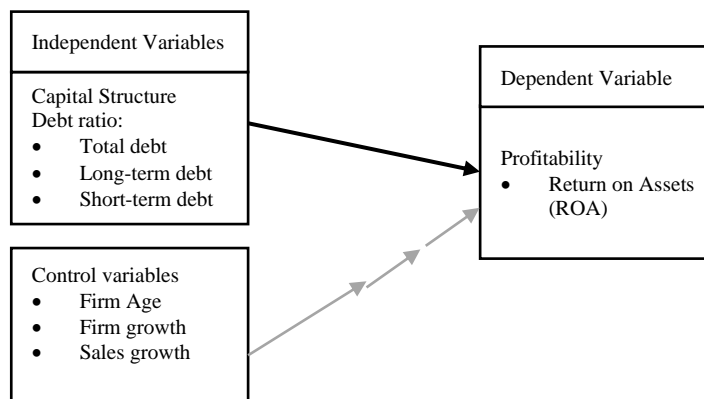 Independent Variables
Capital Structure
Debt ratio:
• Total debt
• Long-term debt
• Short-term debt
Dependent Variable
Profitability
• Return on Assets
(ROA)
Control variables
• Firm Age
• Firm growth
• Sales growth